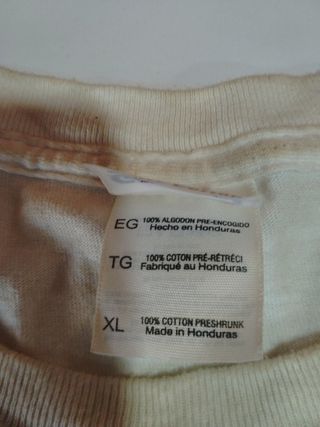 EG 100% ALGODON PRE-ENCOGIDO
Hecho en Honduras
TG 100% COTON PRÉ-RÉTRÉCI
Fabriqué au Honduras
XL 100% COTTON PRESHRUNK
Made in Honduras